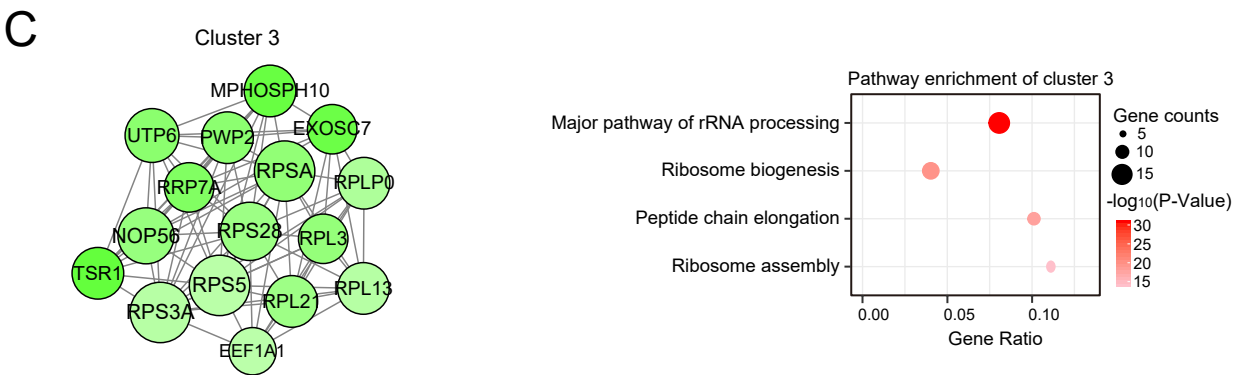 C
Cluster 3
MPHOSPH10
UTP6
PWP2
EXOSC7
RPSA
RRP7A
RPLP0
NOP56
RPS28
RPL3
TSR1
RPS5
RPL21
RPL13
RPS3A
EEF1A1
Pathway enrichment of cluster 3
Major pathway of rRNA processing
Ribosome biogenesis
Peptide chain elongation
Ribosome assembly
0.00 0.05 0.10
Gene Ratio
Gene counts
5
10
15
-log₁₀(P-Value)
30
25
20
15